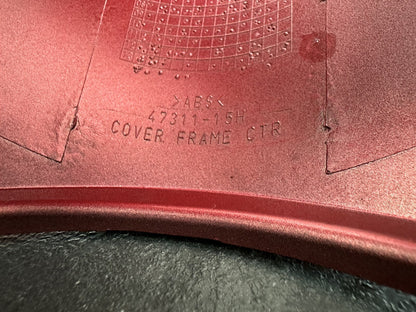 >ABS<
47311-15H
COVER FRAME CTR